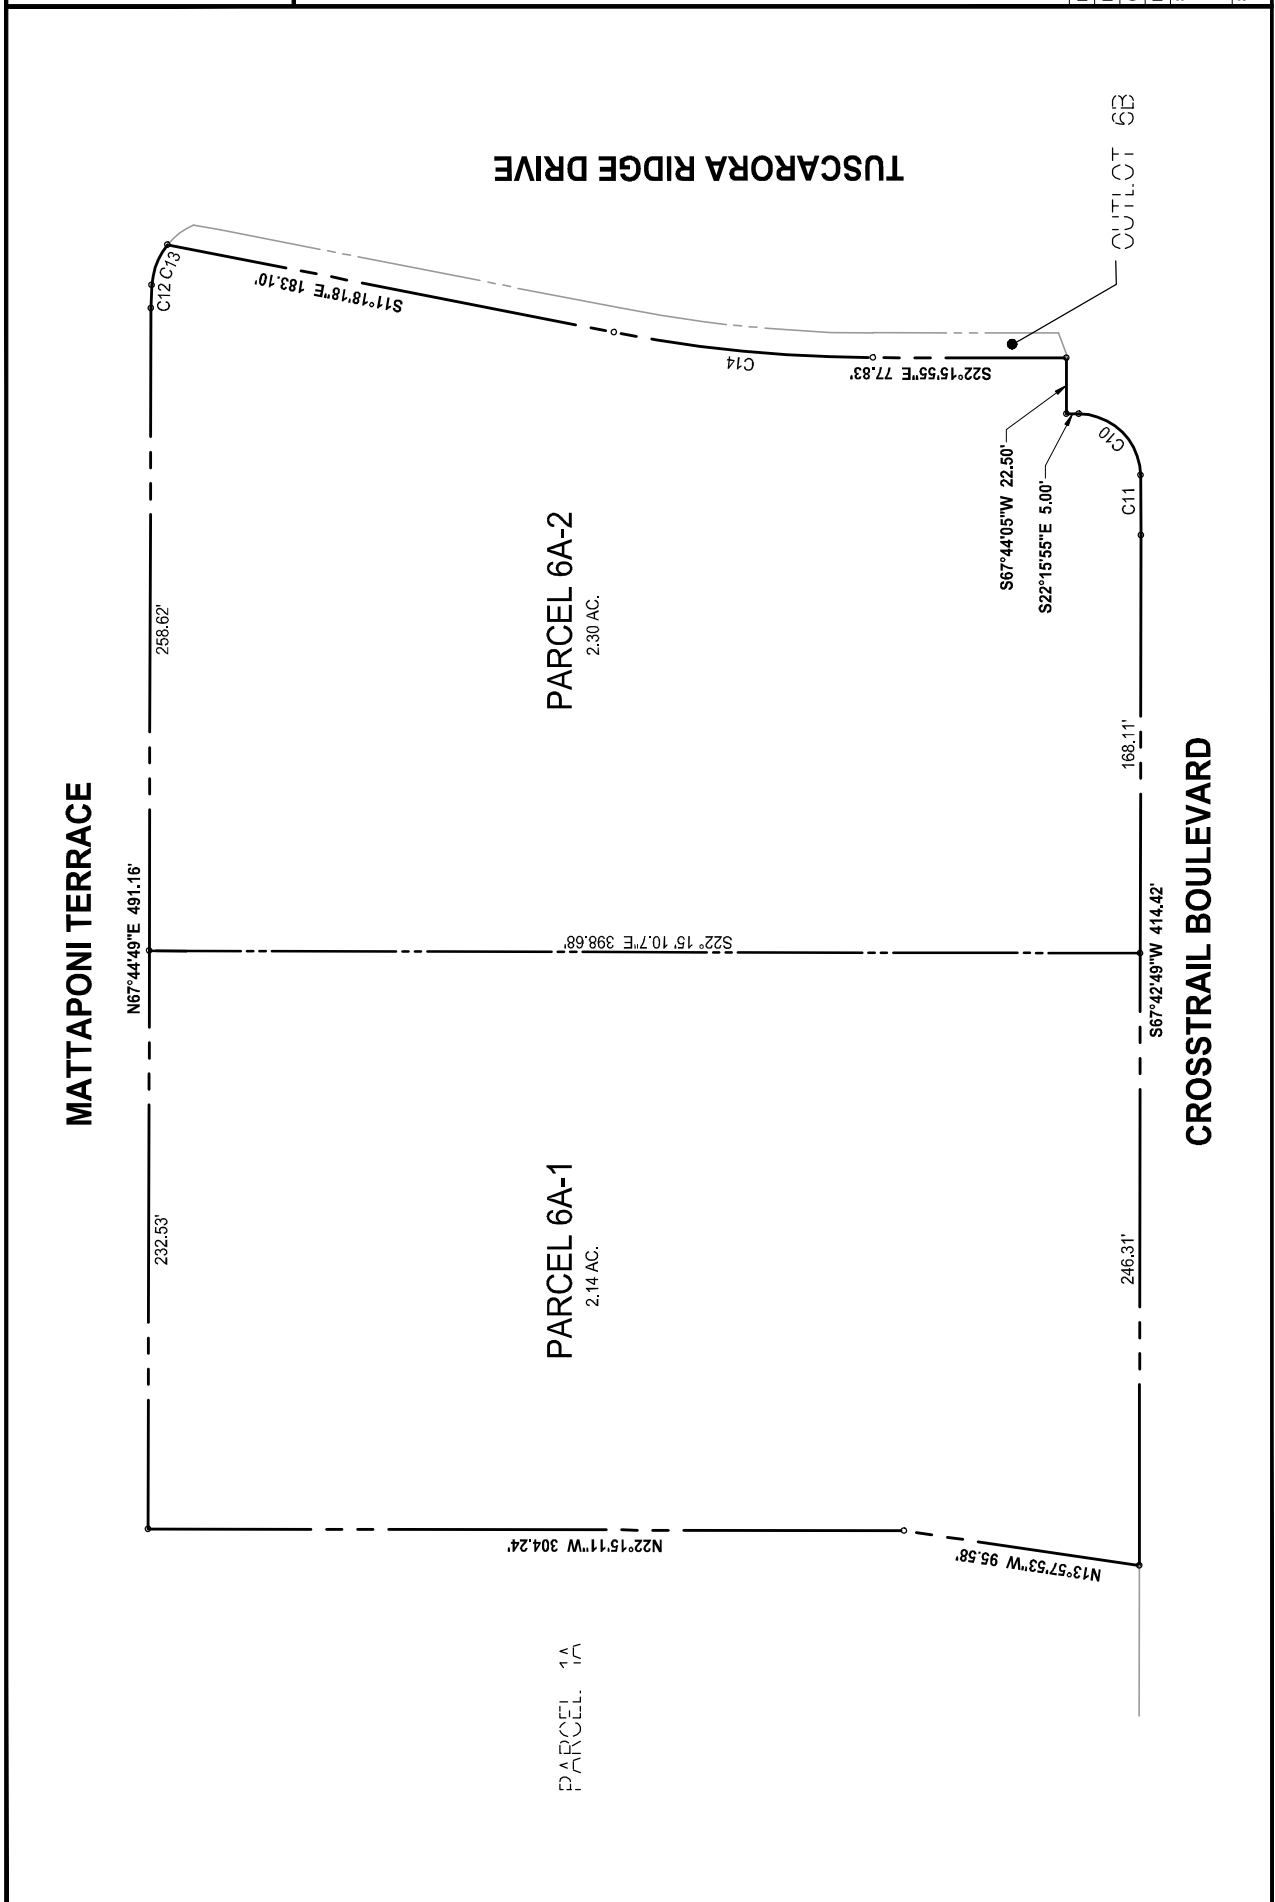 MATTAPONI TERRACE
N67°44'49"E 491.16'
232.53'
258.62'
C12
C13
S11°18'18"E 183.10'
TUSCARORA RIDGE DRIVE
C14
S22°15'55"E 77.83'
OUTLOT 6B
S67°44'05"W 22.50'
S22°15'55"E 5.00'
C10
C11
PARCEL 6A-2
2.30 AC.
S22° 15' 10.7"E 398.68'
PARCEL 6A-1
2.14 AC.
N22°15'11"W 304.24'
N13°57'53"W 95.58'
PARCEL 1A
246.31'
168.11'
S67°42'49"W 414.42'
CROSSTRAIL BOULEVARD